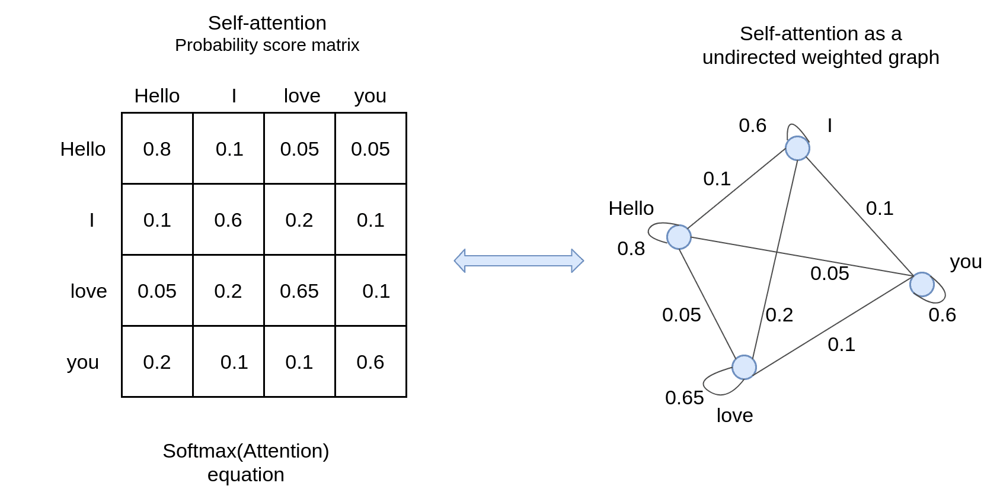 Self-attention
Probability score matrix
Hello I love you
Hello 0.8 0.1 0.05 0.05
I 0.1 0.6 0.2 0.1
love 0.05 0.2 0.65 0.1
you 0.2 0.1 0.1 0.6
Softmax(Attention)
equation
Self-attention as a
undirected weighted graph
0.6 I
0.1
Hello 0.1
0.8
you
0.05
0.05 0.2 0.6
0.1
0.65
love